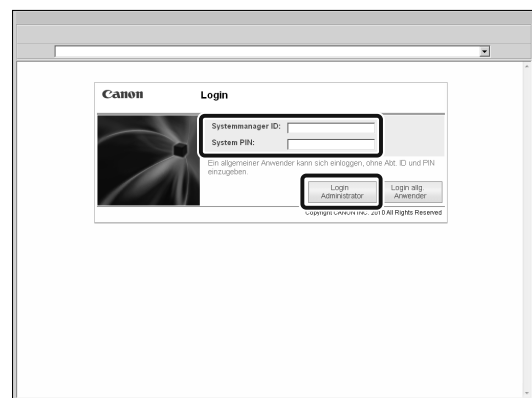 Canon
Login
Systemmanager ID:
System PIN:
Ein allgemeiner Anwender kann sich einloggen, ohne Abt. ID und PIN
einzugeben.
Login
Administrator
Login allg.
Anwender
Copyright CANON INC. 2010 All Rights Reserved